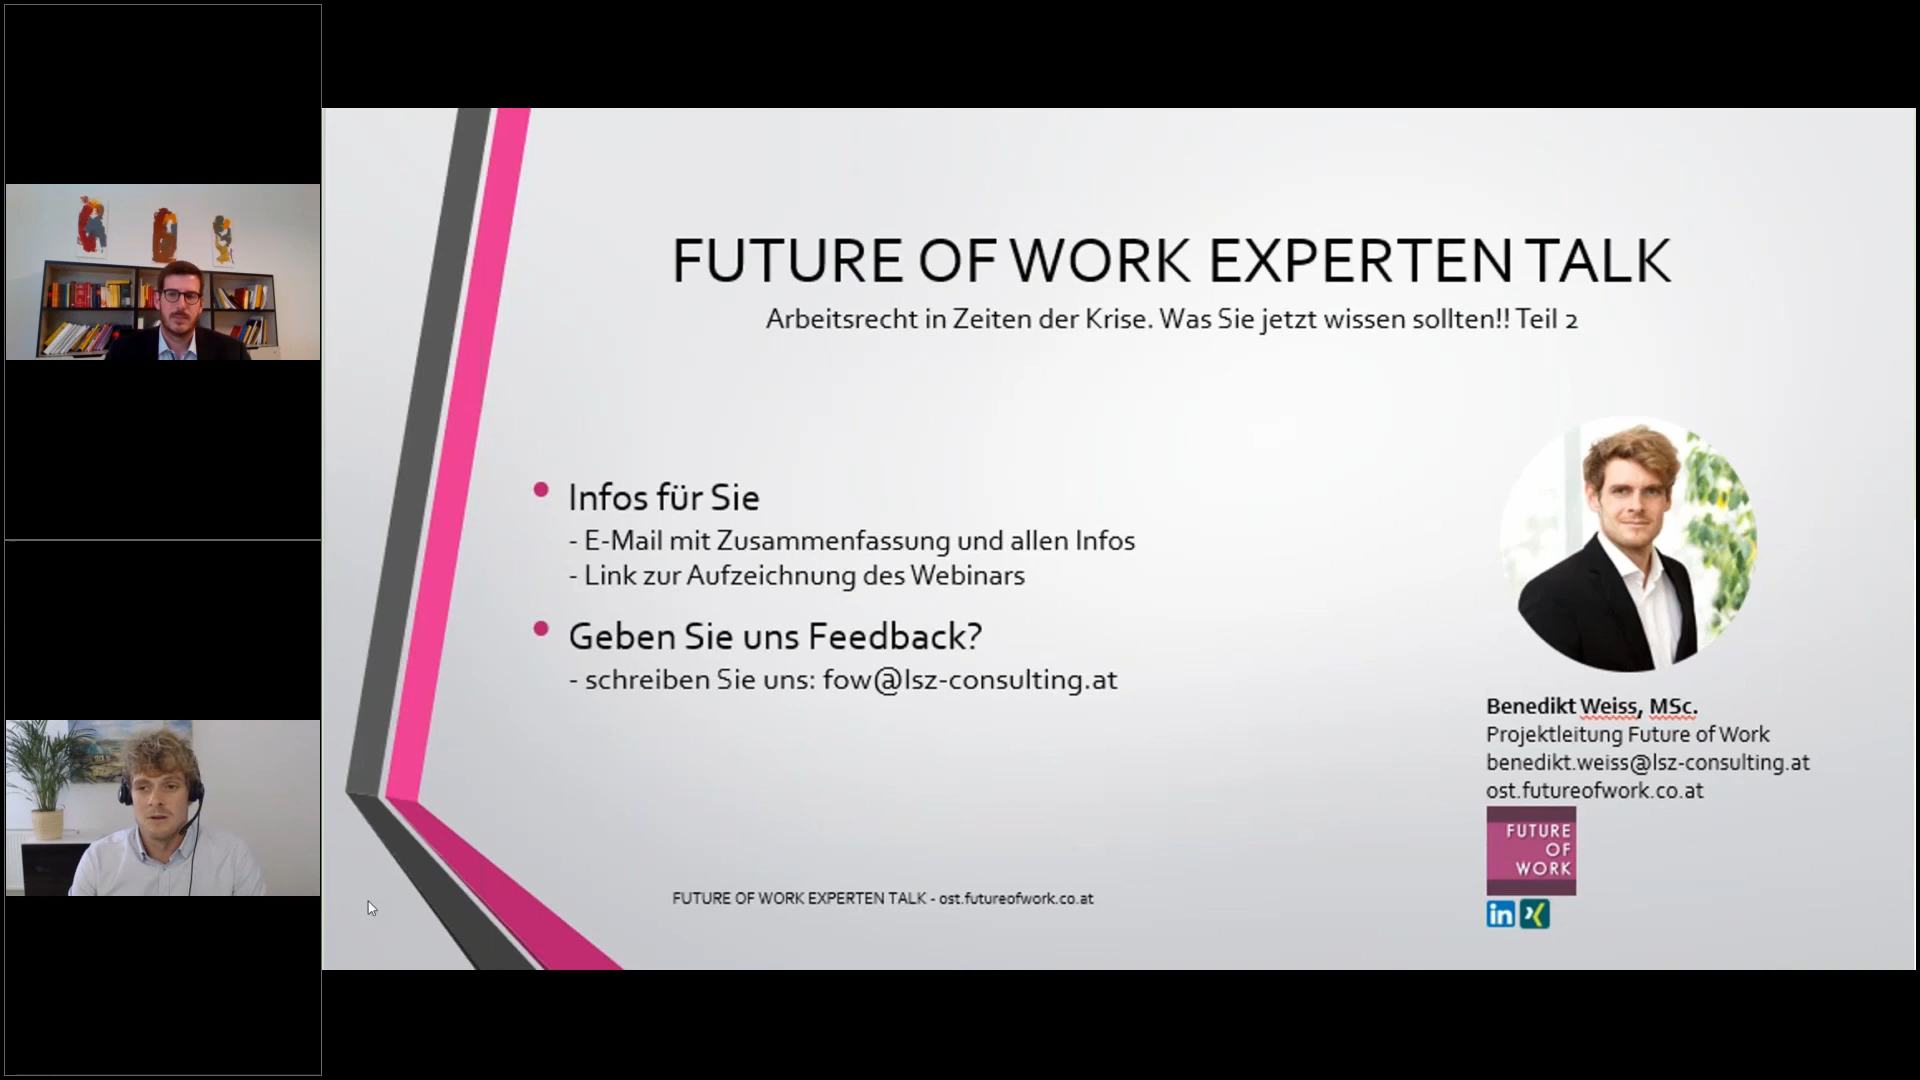 FUTURE OF WORK EXPERTEN TALK
Arbeitsrecht in Zeiten der Krise. Was Sie jetzt wissen sollten!! Teil 2
• Infos für Sie
- E-Mail mit Zusammenfassung und allen Infos
- Link zur Aufzeichnung des Webinars
• Geben Sie uns Feedback?
- schreiben Sie uns: fow@lsz-consulting.at
Benedikt Weiss, MSc.
Projektleitung Future of Work
benedikt.weiss@lsz-consulting.at
ost.futureofwork.co.at
FUTURE
OF
WORK
in
FUTURE OF WORK EXPERTEN TALK - ost.futureofwork.co.at